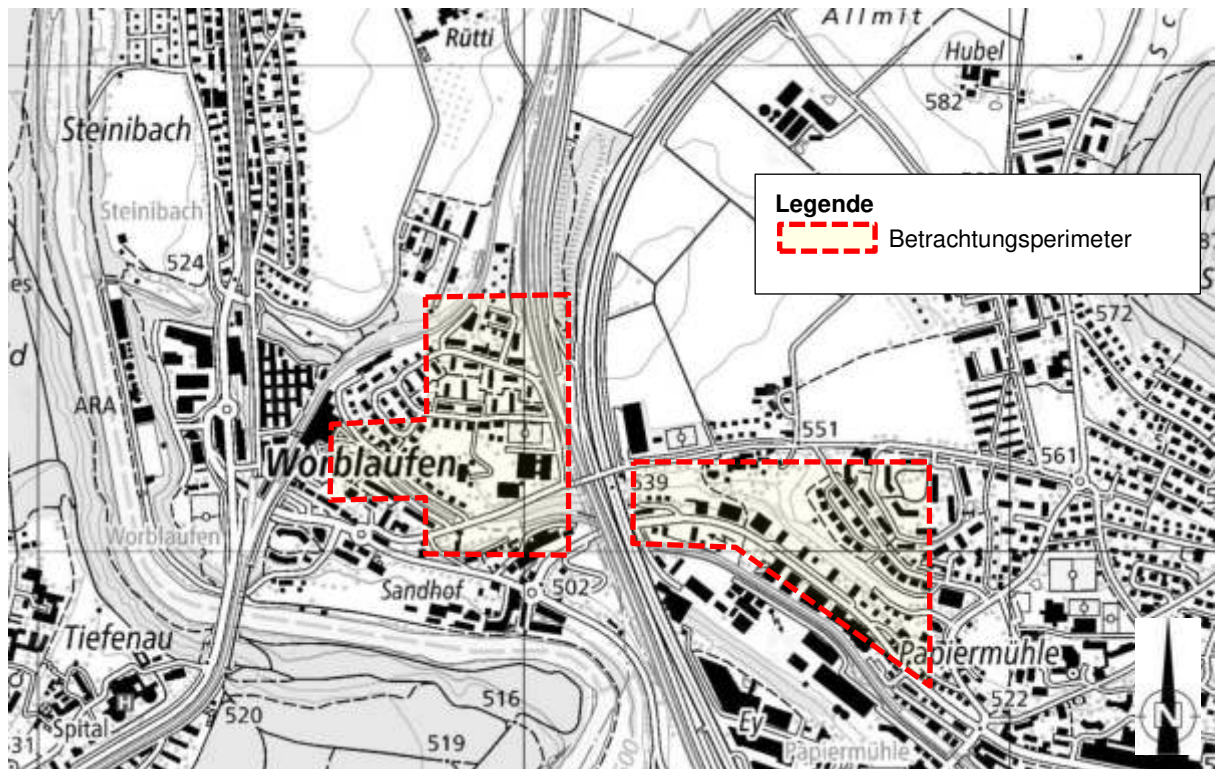 Allmit
Rütti
Hubel
582
Steinibach
Steinibach
524
Legende
Betrachtungsperimeter
572
ARA
551
561
Worblaufen
539
Worblaufen
Sandhof
502
Tiefenau
Papiermühle
H
516
522
520
Spital
519
Ey
Papiermühle
N